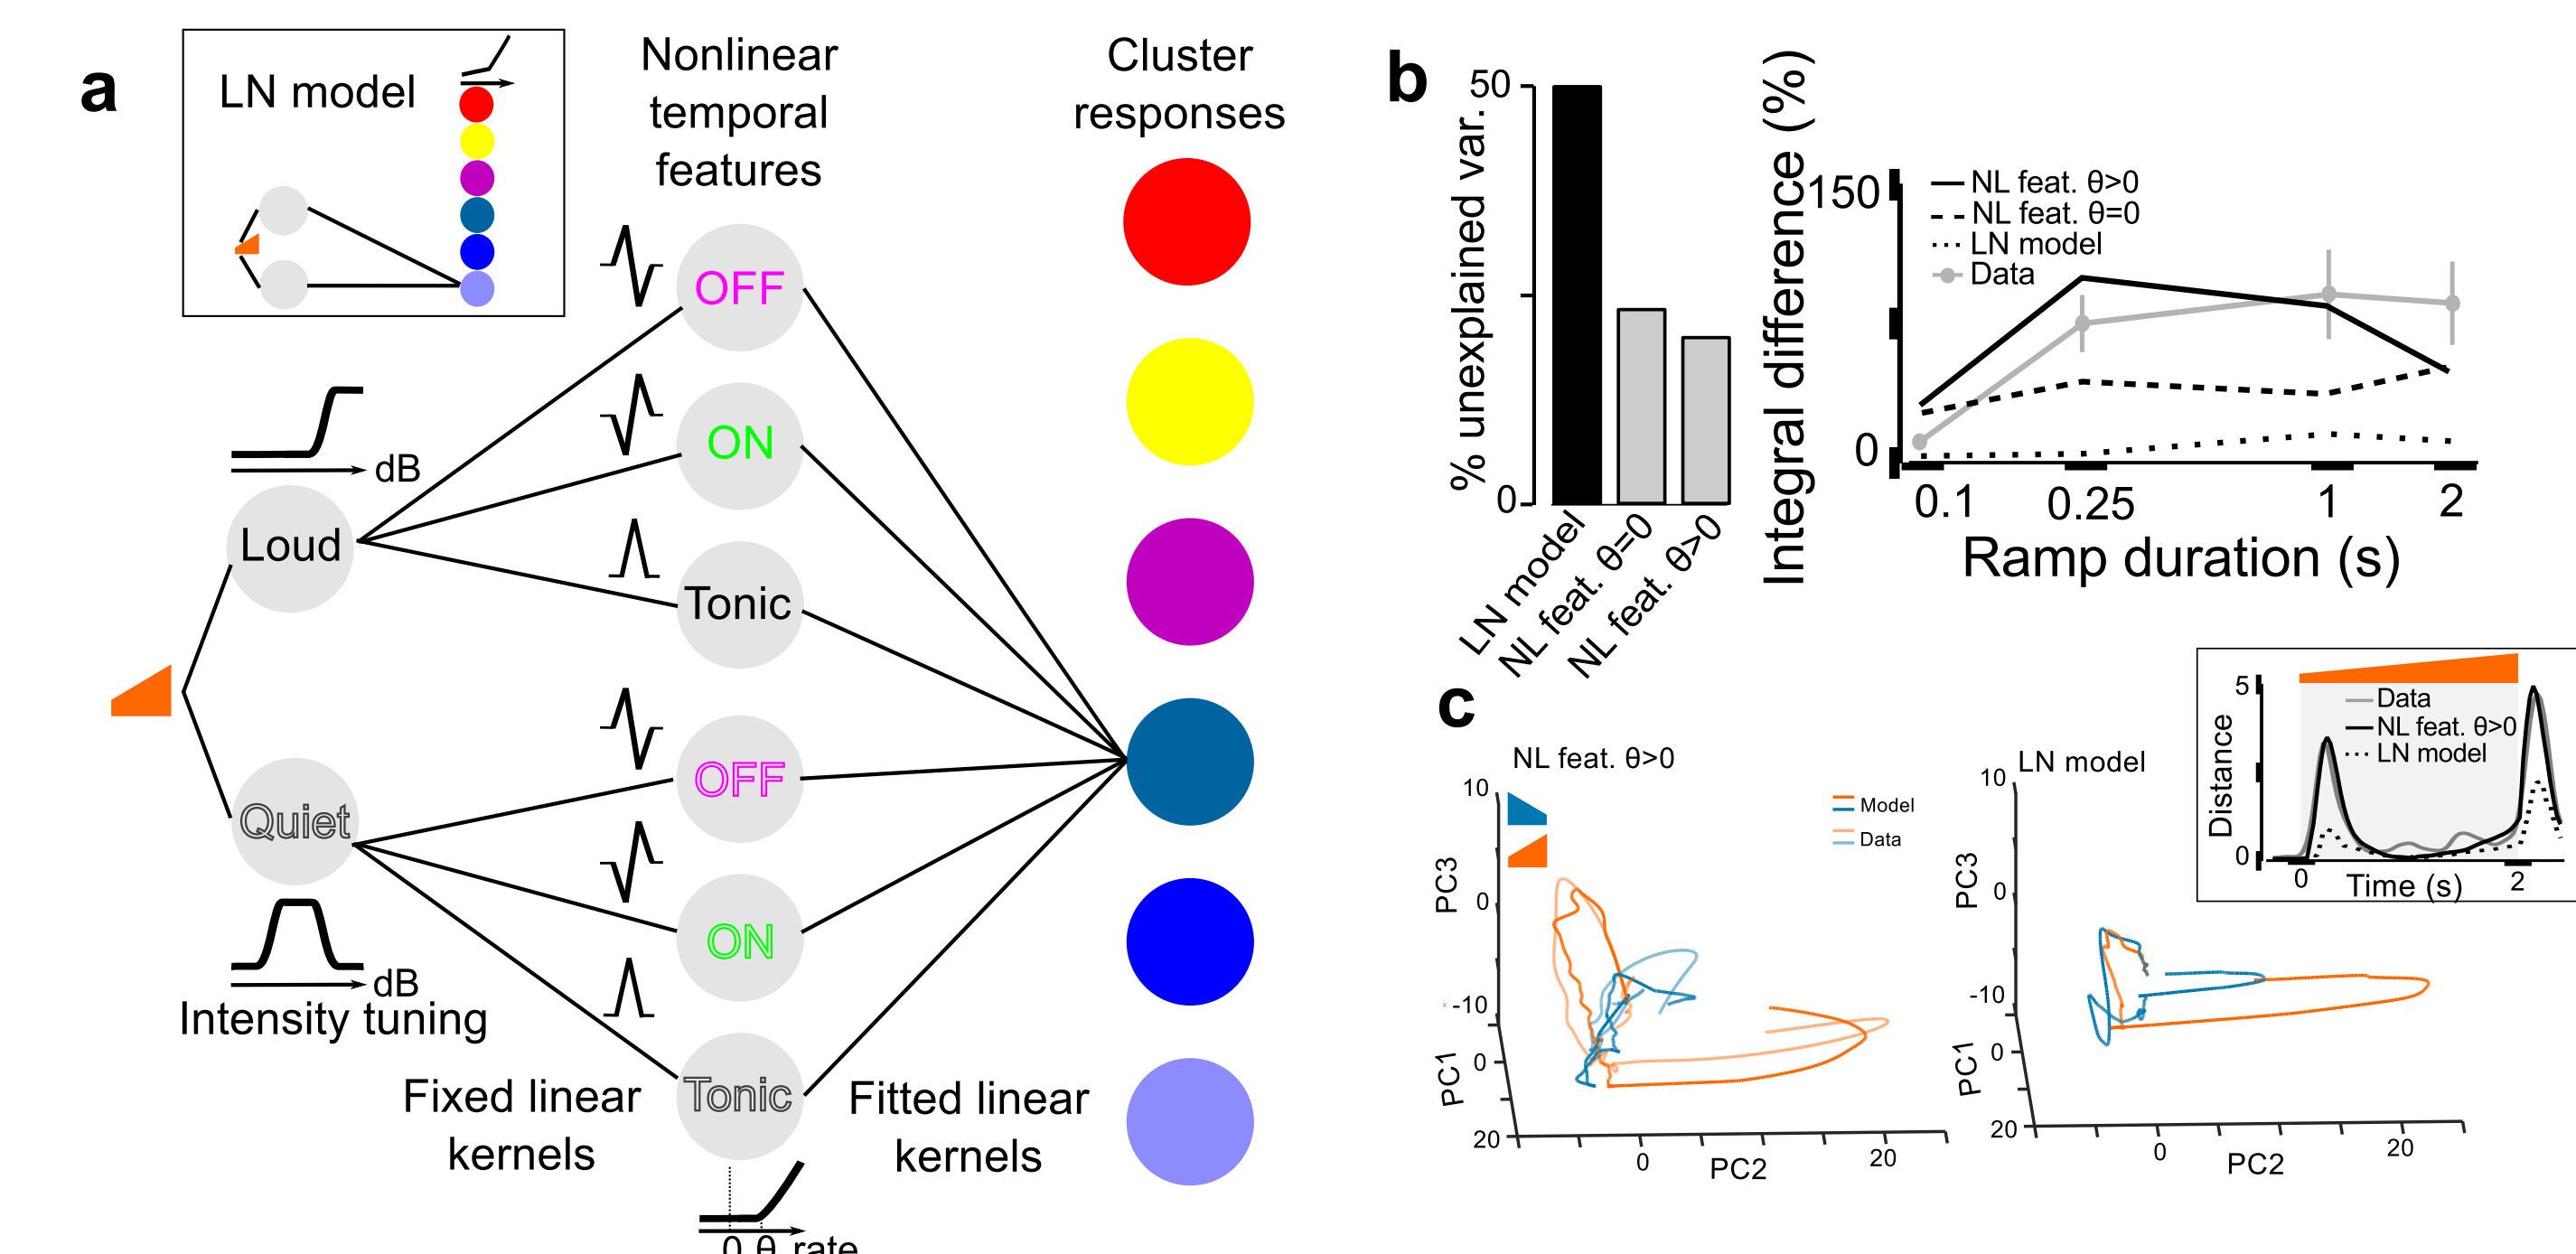 a
LN model
Nonlinear
temporal
features
Cluster
responses
OFF
ON
Tonic
dB
Loud
Quiet
OFF
ON
Tonic
dB
Intensity tuning
Fixed linear
kernels
Fitted linear
kernels
0 θ rate
b
% unexplained var.
50
0
LN model
NL feat. θ=0
NL feat. θ>0
Integral difference (%)
150
0
NL feat. θ>0
NL feat. θ=0
LN model
Data
0.1 0.25 1 2
Ramp duration (s)
c
NL feat. θ>0
Model
Data
PC3
10
0
-10
PC1
0
20
0 20
PC2
LN model
PC3
10
0
-10
PC1
0
20
0 20
PC2
Distance
5
0
Data
NL feat. θ>0
LN model
0 2
Time (s)